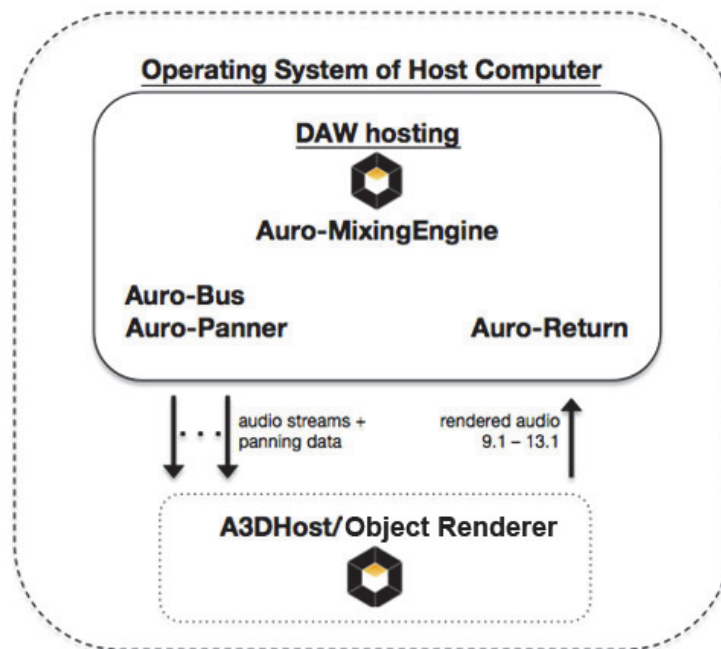 Operating System of Host Computer
DAW hosting
Auro-MixingEngine
Auro-Bus
Auro-Panner
Auro-Return
audio streams +
panning data
rendered audio
9.1 – 13.1
A3DHost/Object Renderer